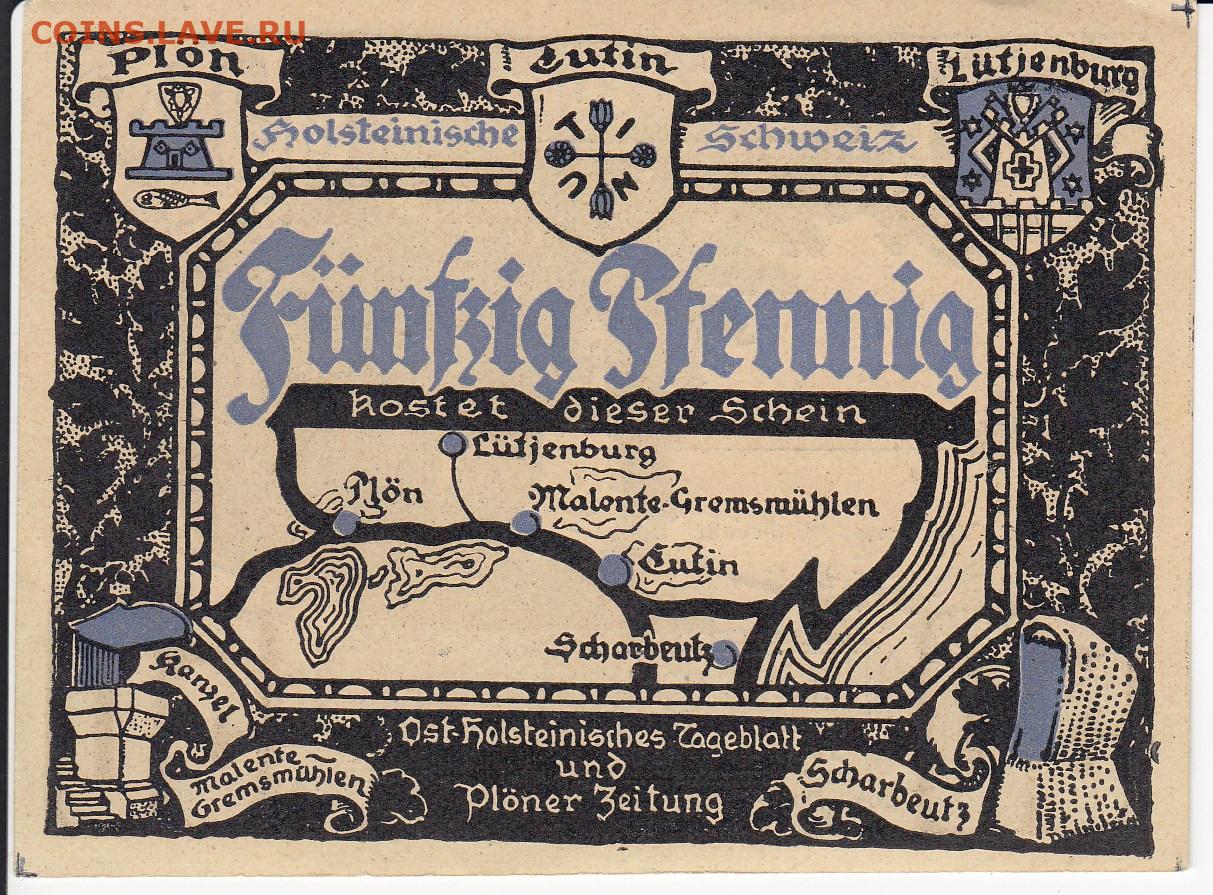 COINS.LAVE.RU
Plön
Eutin
Lütjenburg
Holsteinische
Schweiz
EUTIN
Fünfzig Pfennig
kostet dieser Schein
Lütjenburg
Plön
Malente-Gremsmühlen
Eutin
Scharbeutz
Kanzel
Malente
Gremsmühlen
Ost-Holsteinisches Tageblatt
und
Plöner Zeitung
Scharbeutz